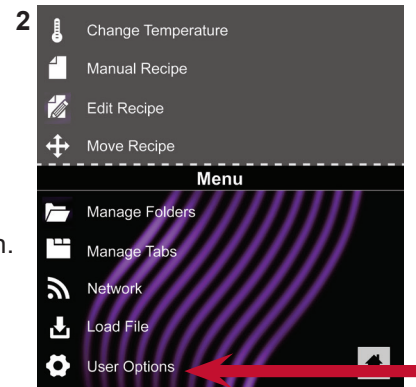 2
Change Temperature
Manual Recipe
Edit Recipe
Move Recipe
Menu
Manage Folders
n.
Manage Tabs
Network
Load File
User Options